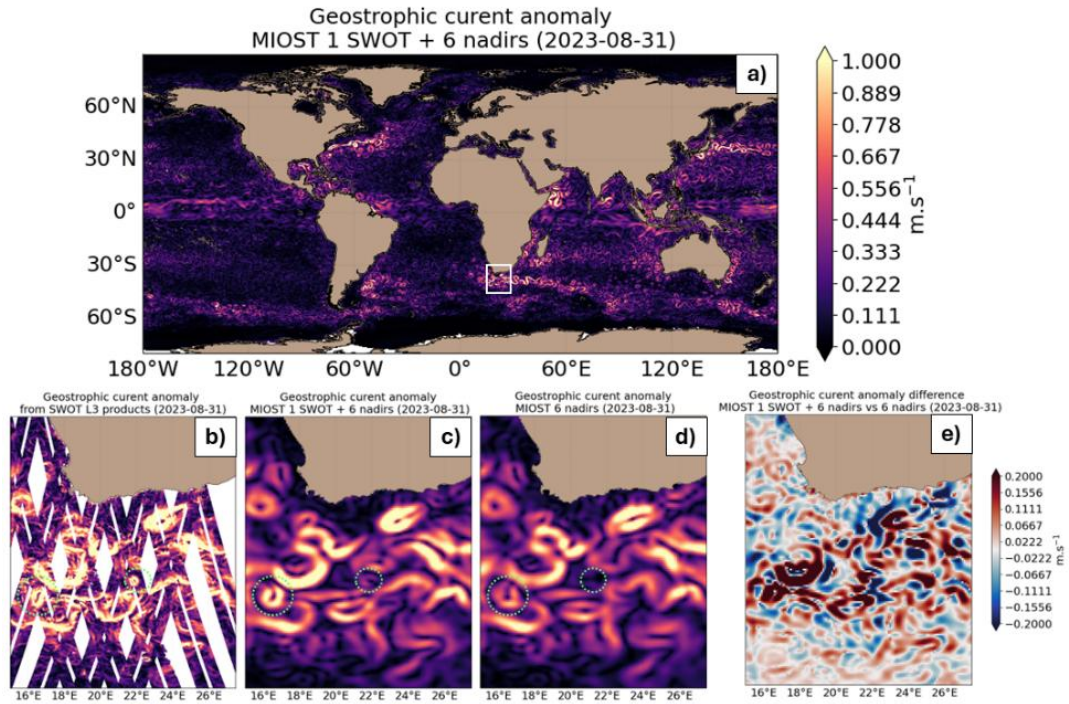 Geostrophic curent anomaly
MIOST 1 SWOT + 6 nadirs (2023-08-31)
a)
60°N
30°N
0°
30°S
60°S
180°W
120°W
60°W
0°
60°E
120°E
180°E
1.000
0.889
0.778
0.667
0.556
0.444
0.333
0.222
0.111
0.000
m.s⁻¹
Geostrophic curent anomaly
from SWOT L3 products (2023-08-31)
b)
16°E 18°E 20°E 22°E 24°E 26°E
Geostrophic curent anomaly
MIOST 1 SWOT + 6 nadirs (2023-08-31)
c)
16°E 18°E 20°E 22°E 24°E 26°E
Geostrophic curent anomaly
MIOST 6 nadirs (2023-08-31)
d)
16°E 18°E 20°E 22°E 24°E 26°E
Geostrophic curent anomaly difference
MIOST 1 SWOT + 6 nadirs vs 6 nadirs (2023-08-31)
e)
16°E 18°E 20°E 22°E 24°E 26°E
0.2000
0.1556
0.1111
0.0667
0.0222
−0.0222
−0.0667
−0.1111
−0.1556
−0.2000
m.s⁻¹